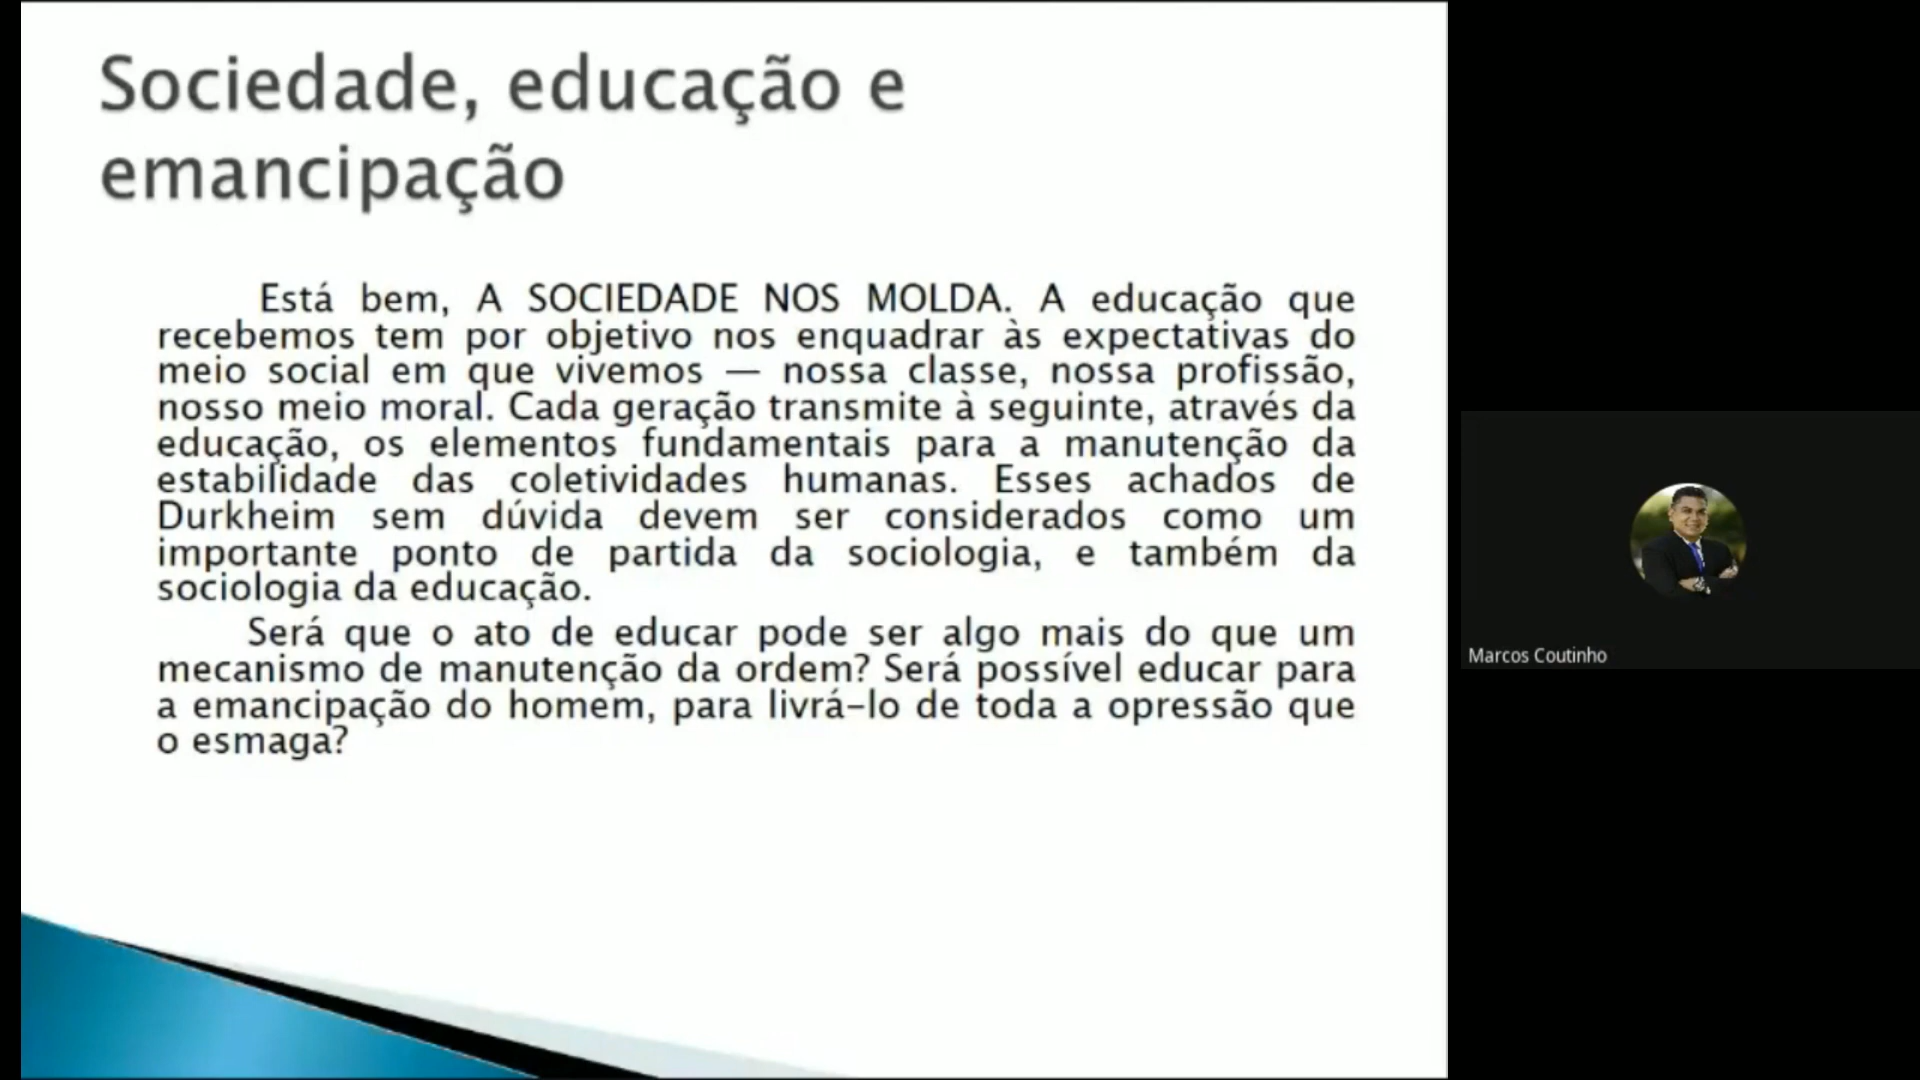 Sociedade, educação e
emancipação
Está bem, A SOCIEDADE NOS MOLDA. A educação que
recebemos tem por objetivo nos enquadrar às expectativas do
meio social em que vivemos — nossa classe, nossa profissão,
nosso meio moral. Cada geração transmite à seguinte, através da
educação, os elementos fundamentais para a manutenção da
estabilidade das coletividades humanas. Esses achados de
Durkheim sem dúvida devem ser considerados como um
importante ponto de partida da sociologia, e também da
sociologia da educação.
Será que o ato de educar pode ser algo mais do que um
mecanismo de manutenção da ordem? Será possível educar para
a emancipação do homem, para livrá-lo de toda a opressão que
o esmaga?
Marcos Coutinho